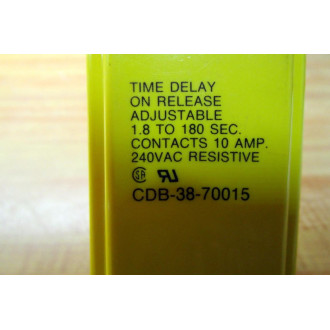 TIME DELAY
ON RELEASE
ADJUSTABLE
1.8 TO 180 SEC.
CONTACTS 10 AMP.
240VAC RESISTIVE
CDB-38-70015